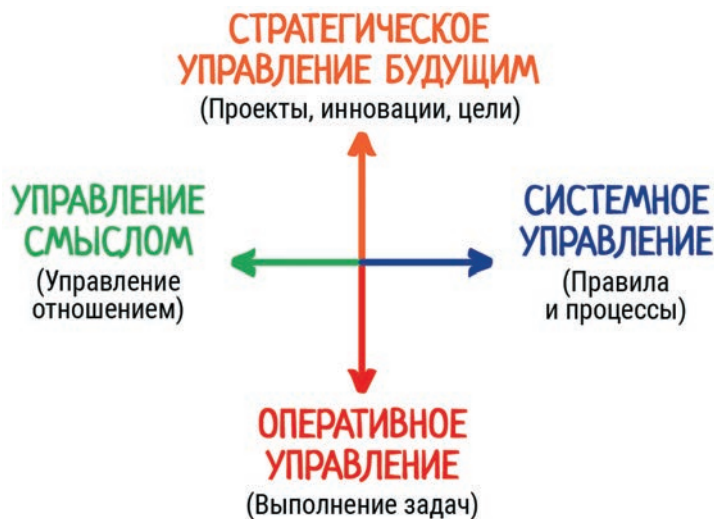 СТРАТЕГИЧЕСКОЕ
УПРАВЛЕНИЕ БУДУЩИМ
(Проекты, инновации, цели)
УПРАВЛЕНИЕ
СМЫСЛОМ
(Управление
отношением)
СИСТЕМНОЕ
УПРАВЛЕНИЕ
(Правила
и процессы)
ОПЕРАТИВНОЕ
УПРАВЛЕНИЕ
(Выполнение задач)